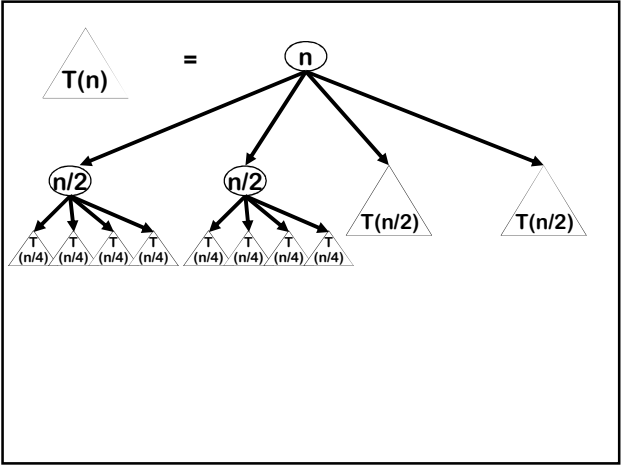 T(n) = n
n/2 n/2 T(n/2) T(n/2)
T T T T T T T T
(n/4) (n/4) (n/4) (n/4) (n/4) (n/4) (n/4) (n/4)